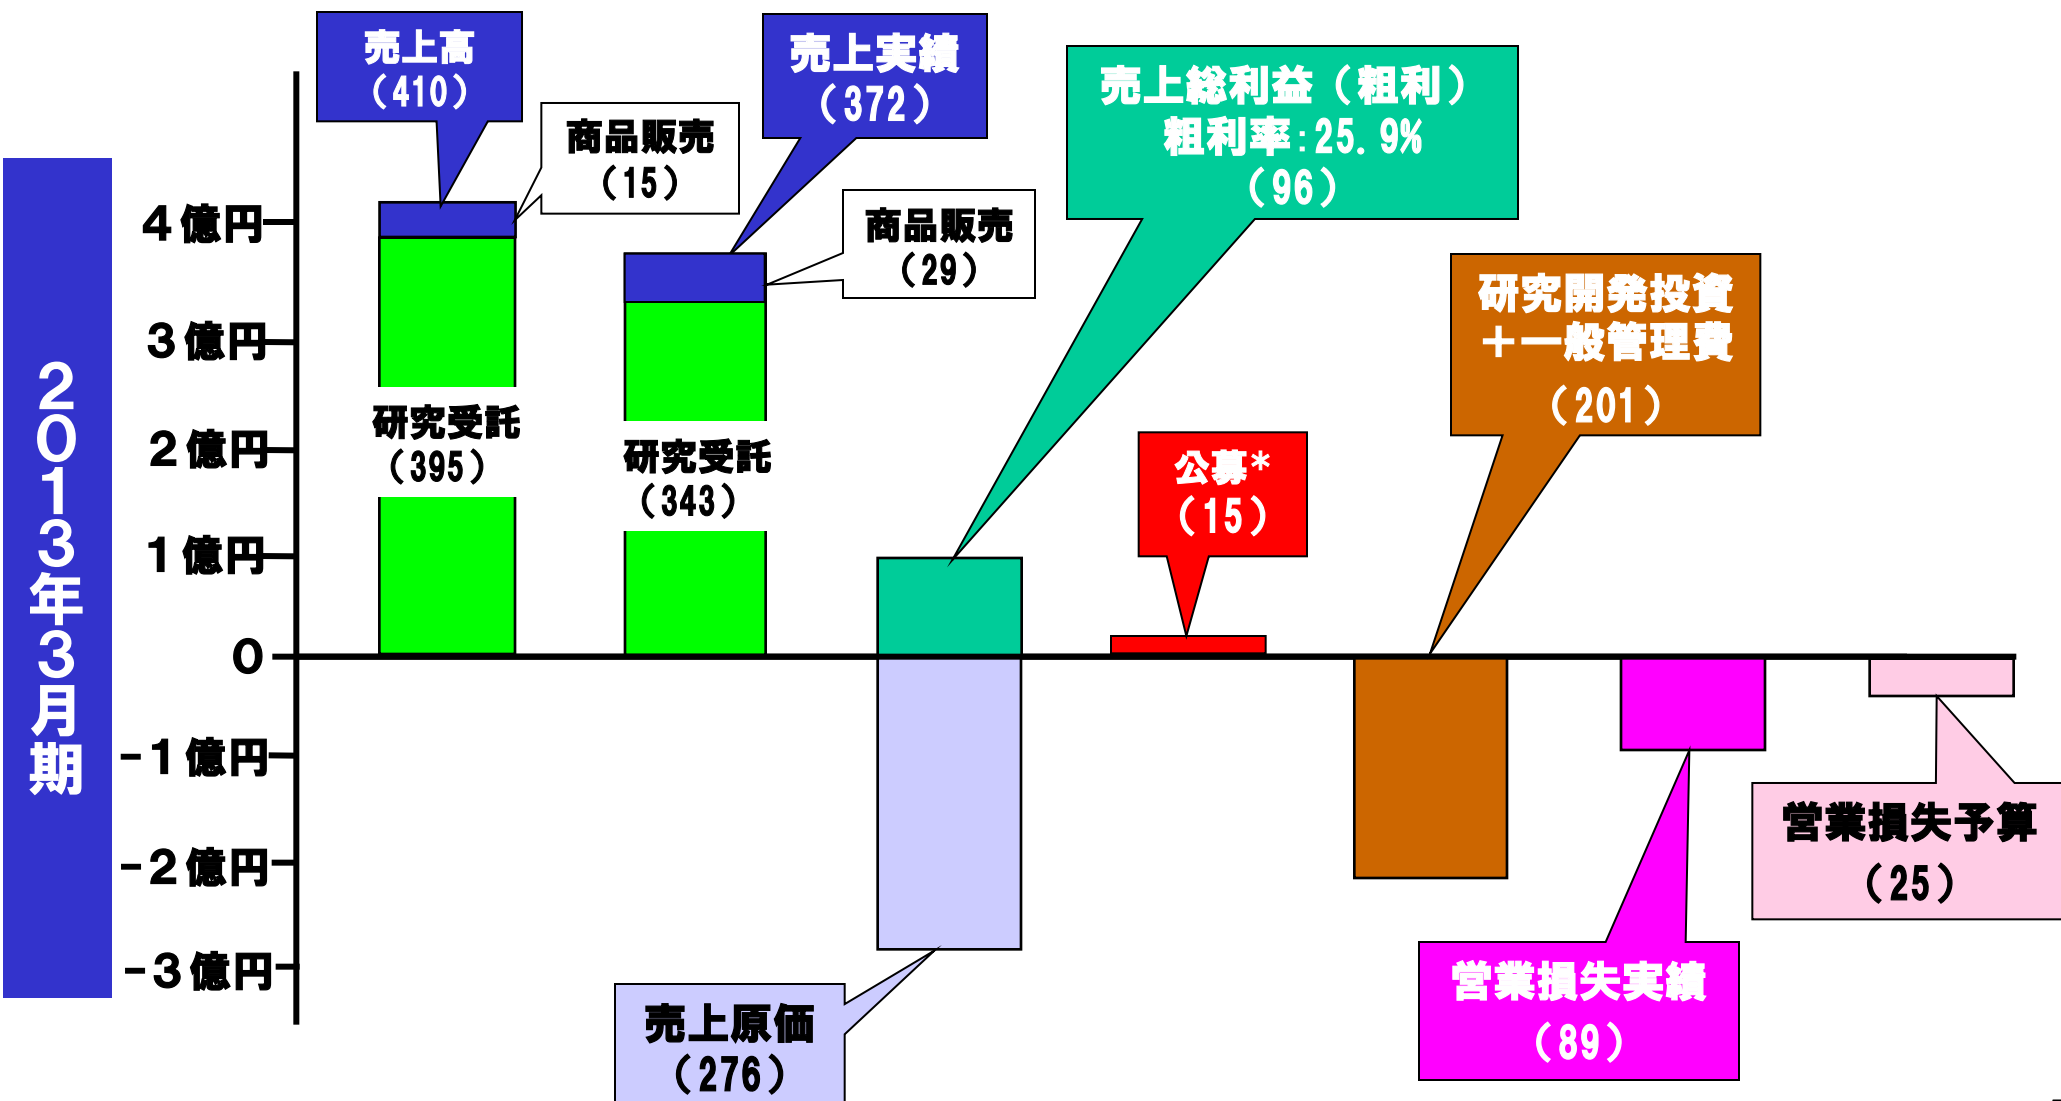 2013年3月期
4億円
3億円
2億円
1億円
0
-1億円
-2億円
-3億円
売上高
(410)
商品販売
(15)
研究受託
(395)
売上実績
(372)
商品販売
(29)
研究受託
(343)
売上総利益(粗利)
粗利率:25.9%
(96)
売上原価
(276)
公募*
(15)
研究開発投資
+一般管理費
(201)
営業損失実績
(89)
営業損失予算
(25)